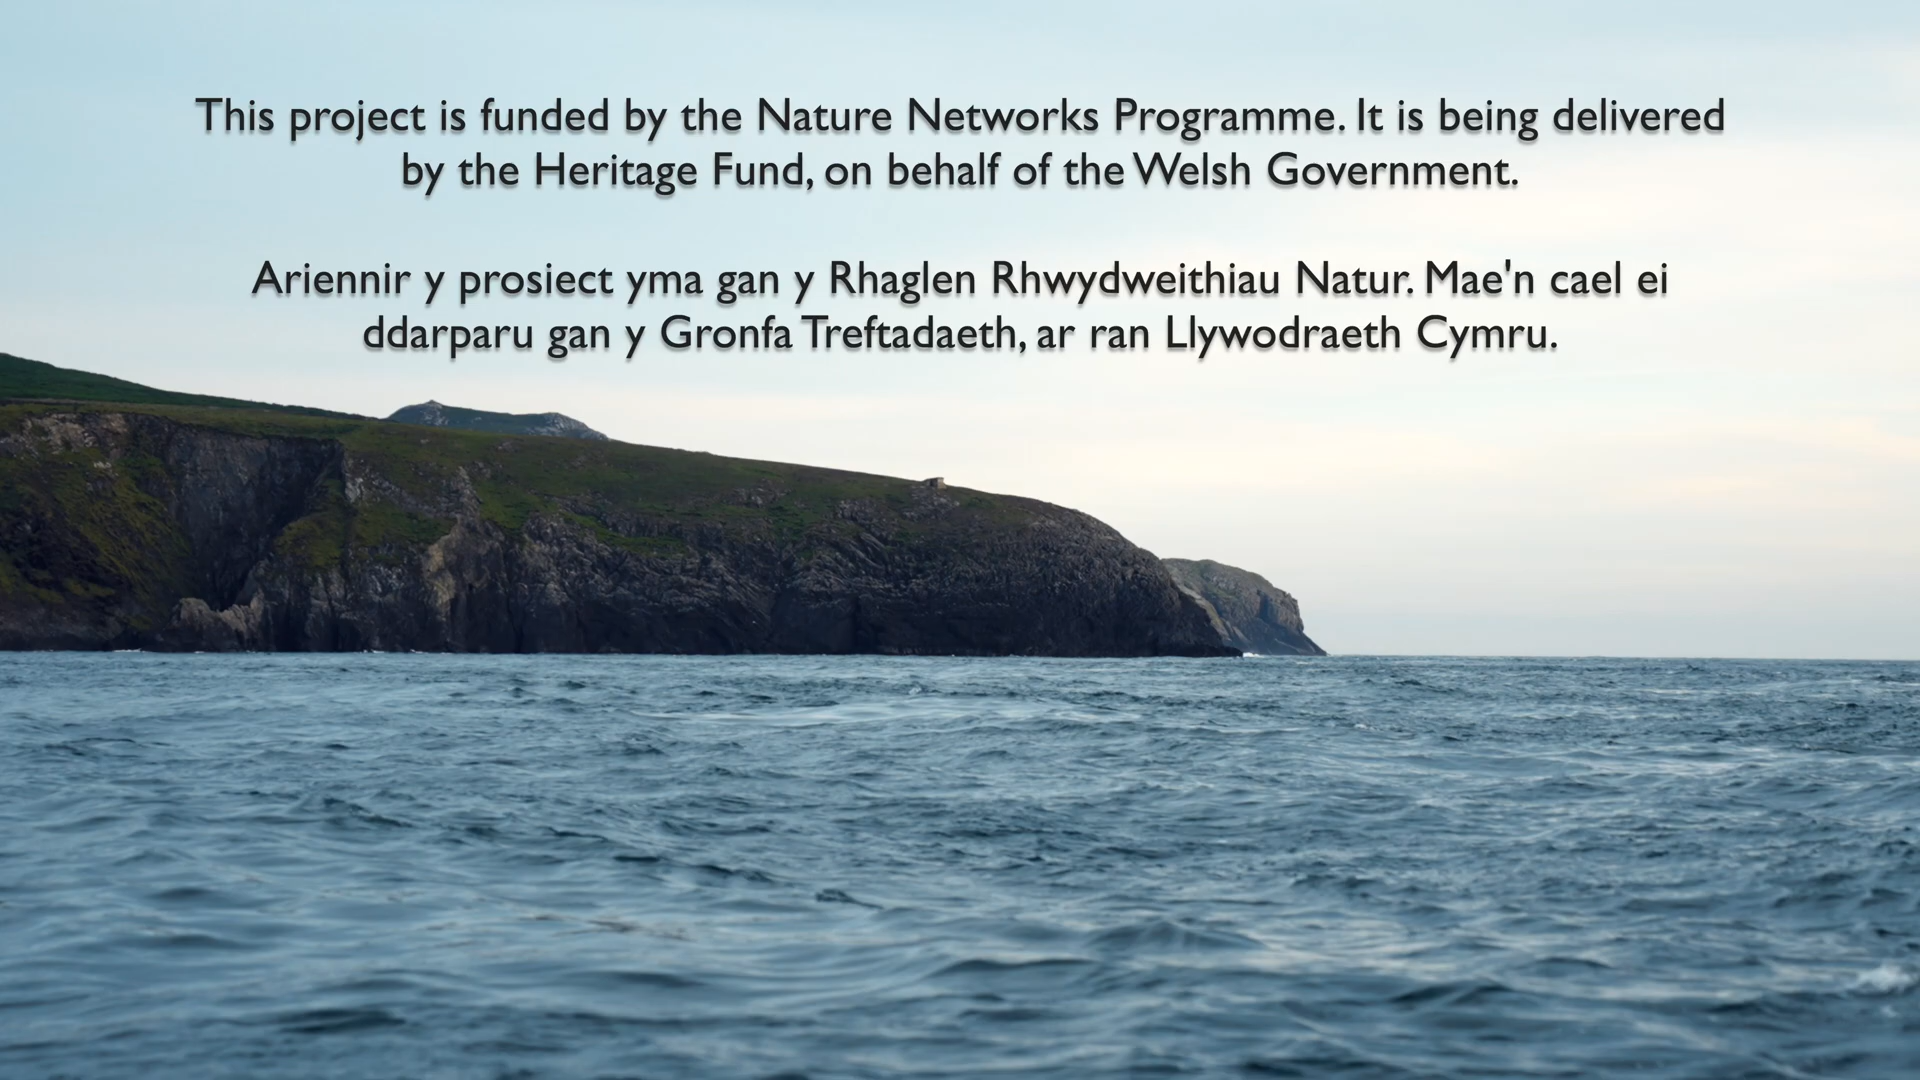 This project is funded by the Nature Networks Programme. It is being delivered
by the Heritage Fund, on behalf of the Welsh Government.
Ariennir y prosiect yma gan y Rhaglen Rhwydweithiau Natur. Mae'n cael ei
ddarparu gan y Gronfa Treftadaeth, ar ran Llywodraeth Cymru.